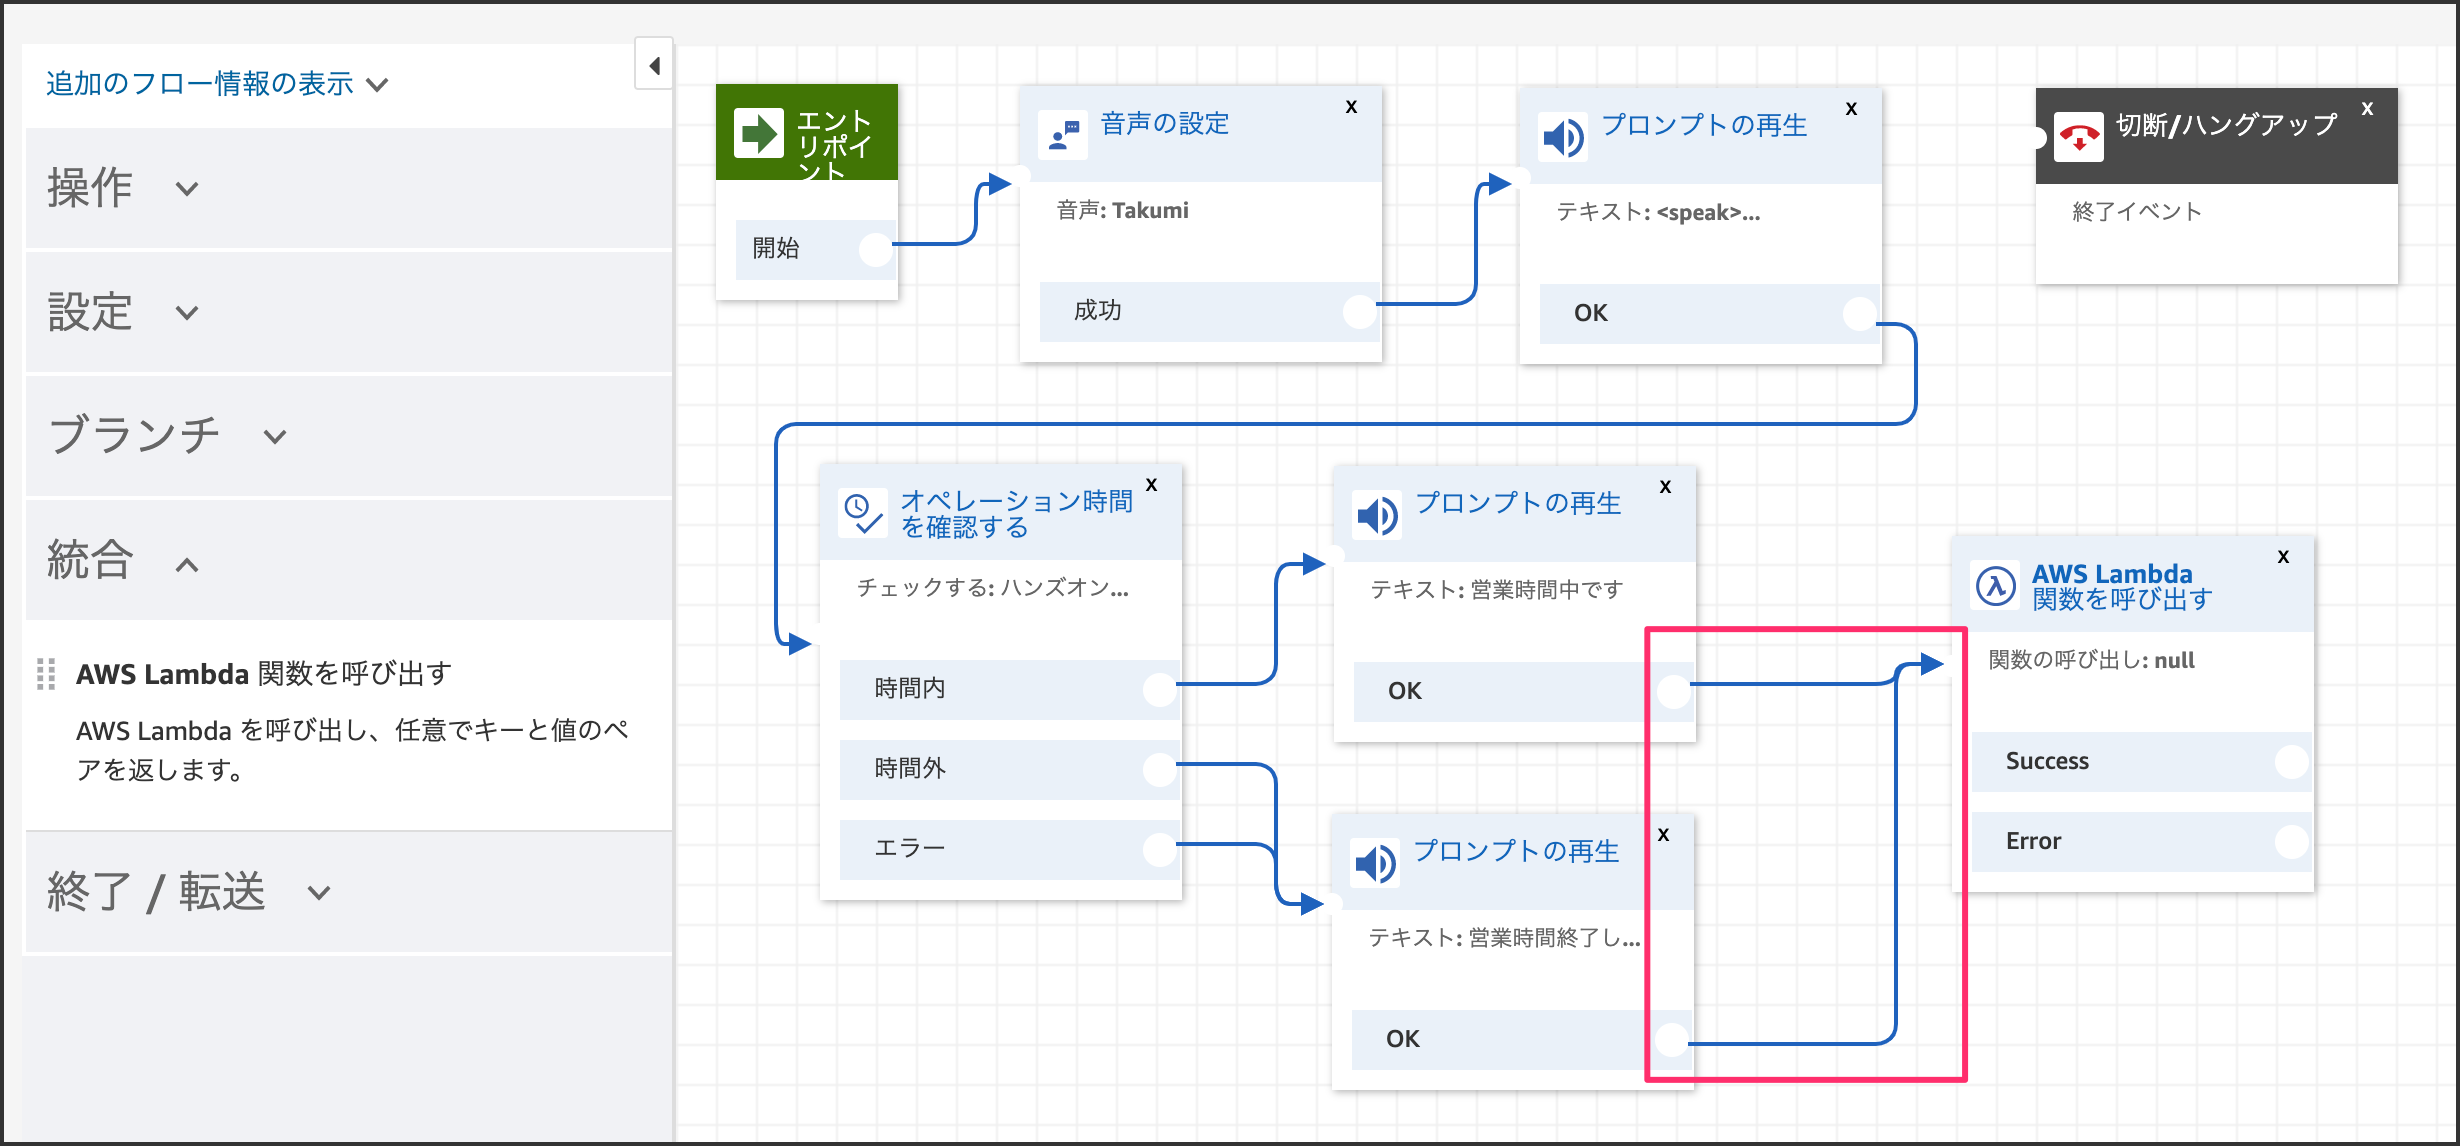 追加のフロー情報の表示
操作
設定
ブランチ
統合
AWS Lambda 関数を呼び出す
AWS Lambda を呼び出し、任意でキーと値のペ
アを返します。
終了 / 転送
エント
リポイ
ント
開始
音声の設定
x
音声: Takumi
成功
プロンプトの再生
x
テキスト: <speak>...
OK
切断/ハングアップ
x
終了イベント
オペレーション時間
を確認する
x
チェックする: ハンズオン...
時間内
時間外
エラー
プロンプトの再生
x
テキスト: 営業時間中です
OK
プロンプトの再生
x
テキスト: 営業時間終了し...
OK
AWS Lambda
関数を呼び出す
x
関数の呼び出し: null
Success
Error